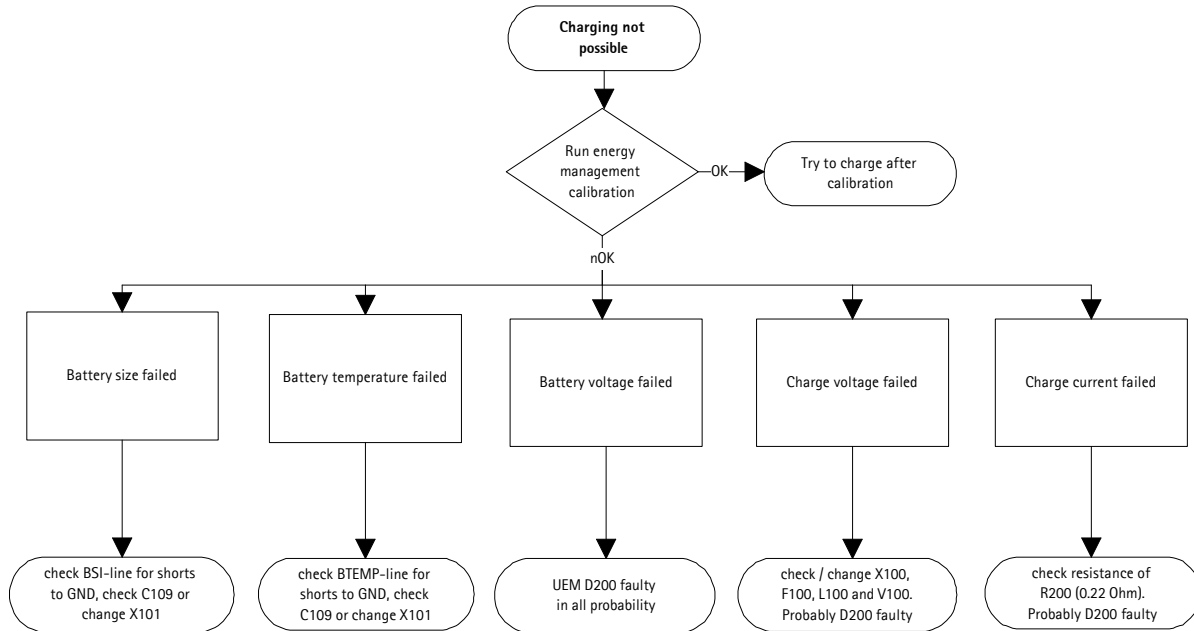 Charging not
possible
Run energy
management
calibration
OK
Try to charge after
calibration
nOK
Battery size failed
Battery temperature failed
Battery voltage failed
Charge voltage failed
Charge current failed
check BSI-line for shorts
to GND, check C109 or
change X101
check BTEMP-line for
shorts to GND, check
C109 or change X101
UEM D200 faulty
in all probability
check / change X100,
F100, L100 and V100.
Probably D200 faulty
check resistance of
R200 (0.22 Ohm).
Probably D200 faulty